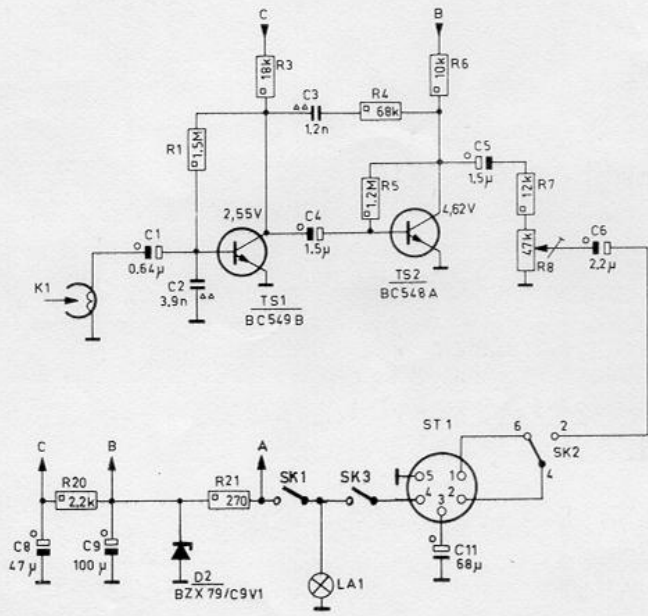 C
B
18k
R3
10k
R6
C3
1,2n
R4
68k
R1
1,5M
C5
1,5µ
R5
1,2M
R7
12k
2,55V
4,62V
C1
0,64µ
C4
1,5µ
C6
2,2µ
47k
R8
K1
C2
3,9n
TS1
BC549B
TS2
BC548A
ST1
6
2
SK2
4
C
B
A
R20
2,2k
R21
270
SK1
SK3
5
1
4
2
3
C8
47µ
C9
100µ
D2
BZX79/C9V1
LA1
C11
68µ